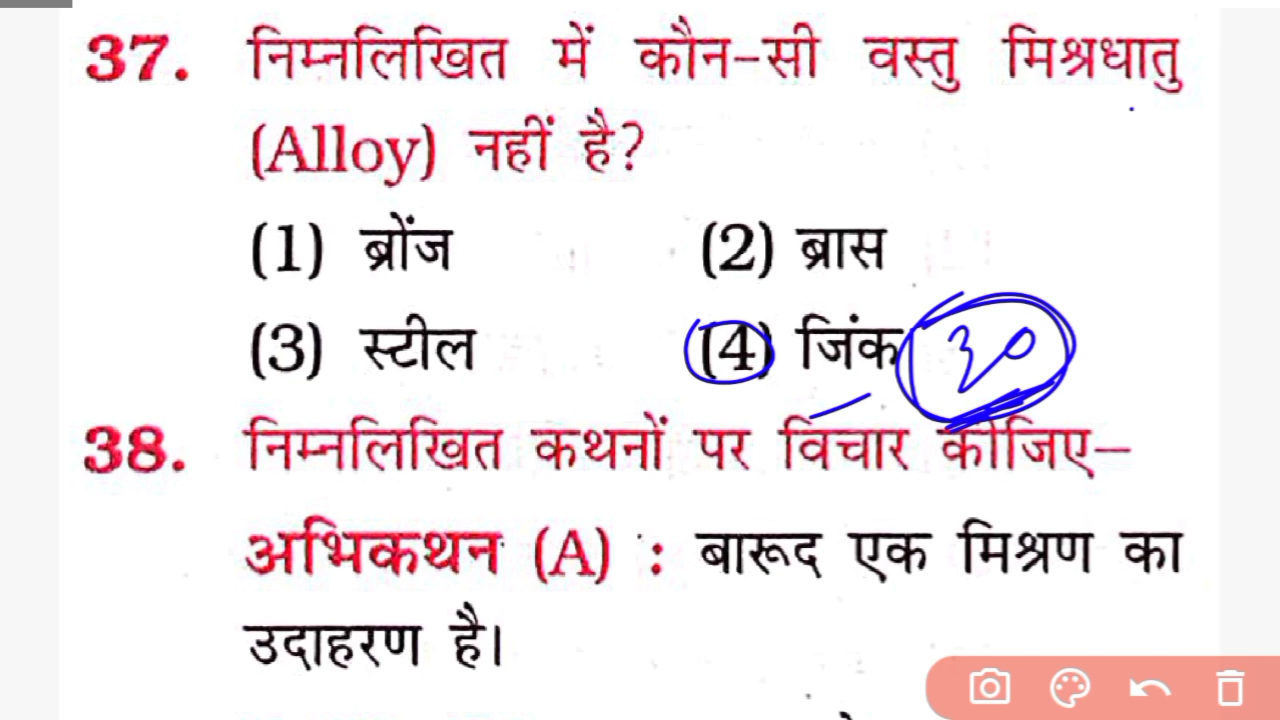 37. निम्नलिखित में कौन-सी वस्तु मिश्रधातु
(Alloy) नहीं है?
(1) ब्रोंज (2) ब्रास
(3) स्टील (4) जिंक
38. निम्नलिखित कथनों पर विचार कीजिए–
अभिकथन (A) : बारूद एक मिश्रण का
उदाहरण है।